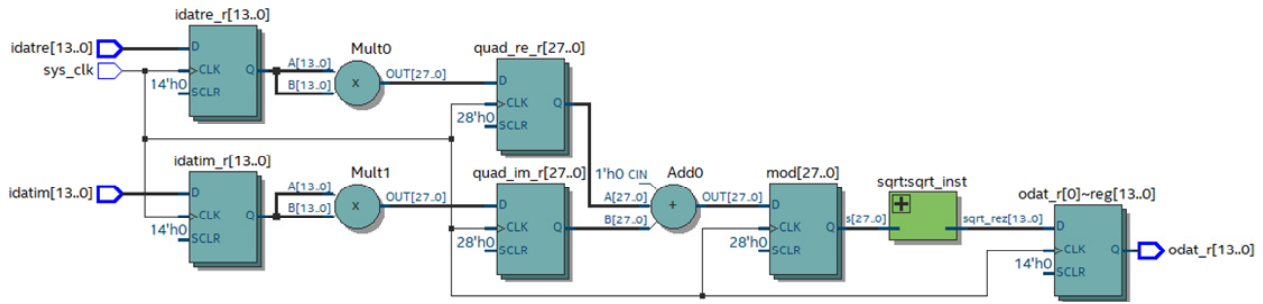 idatre_r[13..0]
idatre[13..0]
sys_clk
D
CLK
Q
14'h0
SCLR
A[13..0]
B[13..0]
Mult0
x
OUT[27..0]
quad_re_r[27..0]
D
CLK
Q
28'h0
SCLR
idatim_r[13..0]
idatim[13..0]
D
CLK
Q
14'h0
SCLR
A[13..0]
B[13..0]
Mult1
x
OUT[27..0]
quad_im_r[27..0]
D
CLK
Q
28'h0
SCLR
1'h0 CIN
A[27..0]
B[27..0]
Add0
+
OUT[27..0]
mod[27..0]
D
CLK
Q
28'h0
SCLR
s[27..0]
sqrt:sqrt_inst
+
sqrt_rez[13..0]
odat_r[0]~reg[13..0]
D
CLK
Q
14'h0
SCLR
odat_r[13..0]